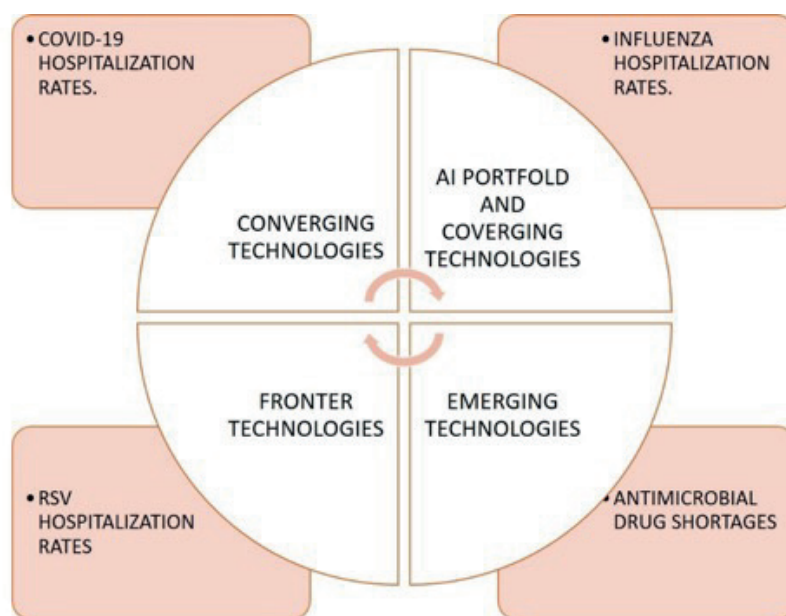 • COVID-19
HOSPITALIZATION
RATES.
• INFLUENZA
HOSPITALIZATION
RATES.
CONVERGING
TECHNOLOGIES
AI PORTFOLD
AND
COVERGING
TECHNOLOGIES
FRONTER
TECHNOLOGIES
EMERGING
TECHNOLOGIES
• RSV
HOSPITALIZATION
RATES
• ANTIMICROBIAL
DRUG SHORTAGES